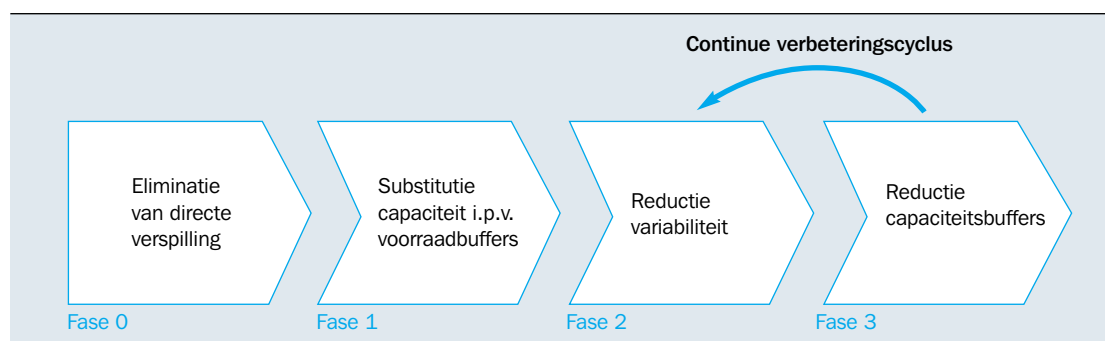 Continue verbeteringscyclus
Eliminatie
van directe
verspilling
Substitutie
capaciteit i.p.v.
voorraadbuffers
Reductie
variabiliteit
Reductie
capaciteitsbuffers
Fase 0
Fase 1
Fase 2
Fase 3